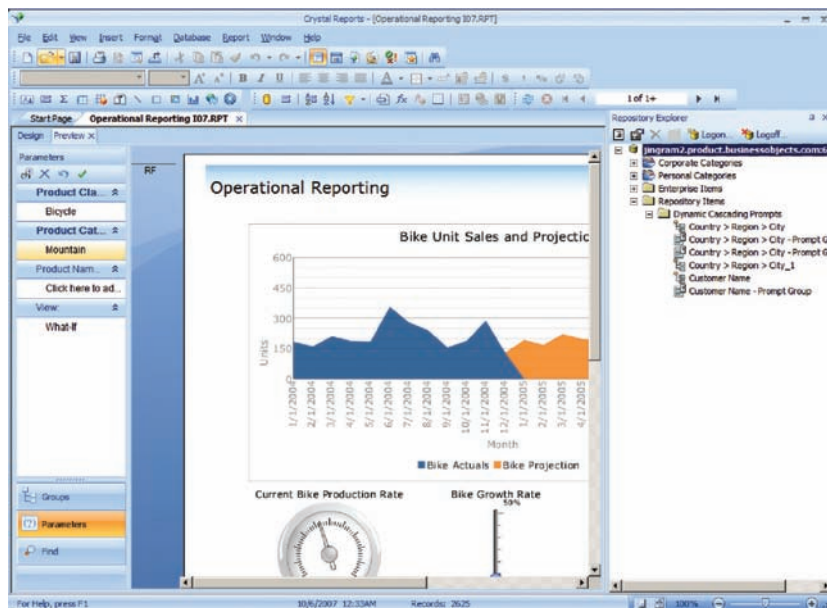 Crystal Reports - [Operational Reporting I07.RPT]
File Edit View Insert Format Database Report Window Help
1 of 1+
Start Page Operational Reporting I07.RPT
Design Preview
Parameters
Product Cla...
Bicycle
Product Cat...
Mountain
Product Nam...
Click here to ad...
View:
What-If
Groups
Parameters
Find
RF
Operational Reporting
Bike Unit Sales and Projectio
600
450
300
150
0
Units
1/1/2004
2/1/2004
3/1/2004
4/1/2004
5/1/2004
6/1/2004
7/1/2004
8/1/2004
9/1/2004
10/1/2004
11/1/2004
12/1/2004
1/1/2005
2/1/2005
3/1/2005
4/1/2005
Month
Bike Actuals Bike Projection
Current Bike Production Rate
Bike Growth Rate
50%
Repository Explorer
Logon... Logoff...
jingram2.product.businessobjects.com:6
Corporate Categories
Personal Categories
Enterprise Items
Repository Items
Dynamic Cascading Prompts
Country > Region > City
Country > Region > City - Prompt G
Country > Region > City - Prompt G
Country > Region > City_1
Customer Name
Customer Name - Prompt Group
For Help, press F1
10/6/2007 12:33AM
Records: 2625
100%